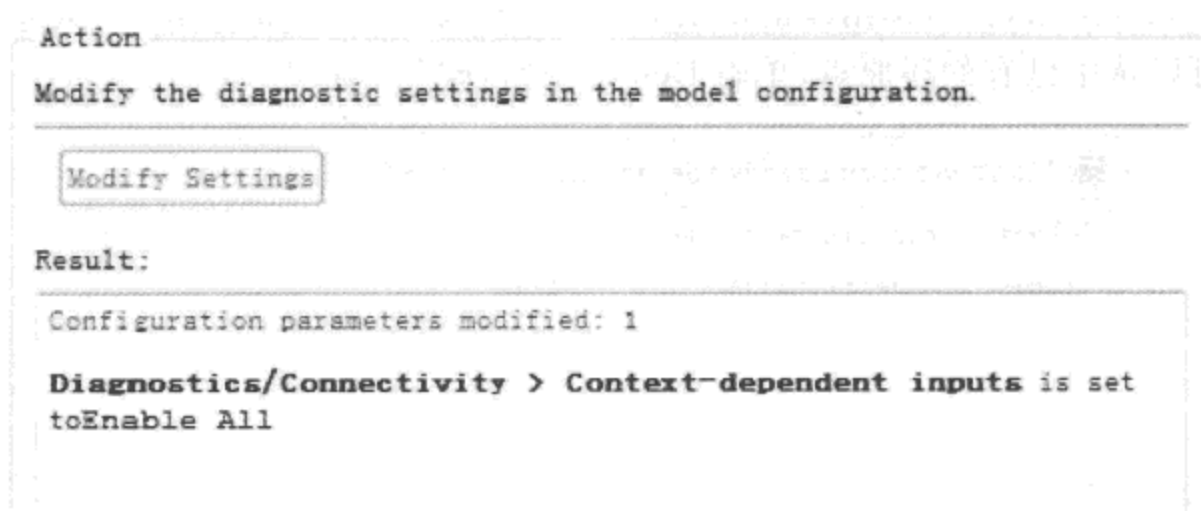 Action
Modify the diagnostic settings in the model configuration.
Modify Settings
Result:
Configuration parameters modified: 1
Diagnostics/Connectivity > Context-dependent inputs is set
toEnable All